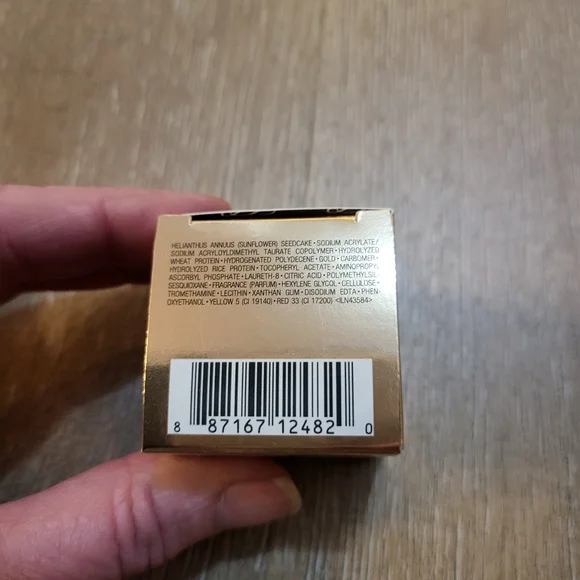 HELIANTHUS ANNUUS (SUNFLOWER) SEEDCAKE • SODIUM ACRYLATE/
SODIUM ACRYLOYLDIMETHYL TAURATE COPOLYMER • HYDROLYZED
WHEAT PROTEIN • HYDROGENATED POLYDECENE • GOLD • CARBOMER •
HYDROLYZED RICE PROTEIN • TOCOPHERYL ACETATE • AMINOPROPYL
ASCORBYL PHOSPHATE • LAURETH-8 • CITRIC ACID • POLYMETHYLSIL
SESQUIOXANE • FRAGRANCE (PARFUM) • HEXYLENE GLYCOL • CELLULOSE •
TROMETHAMINE • LECITHIN • XANTHAN GUM • DISODIUM EDTA • PHEN
OXYETHANOL • YELLOW 5 (CI 19140) • RED 33 (CI 17200) <ILN43584>
8 87167 12482 0